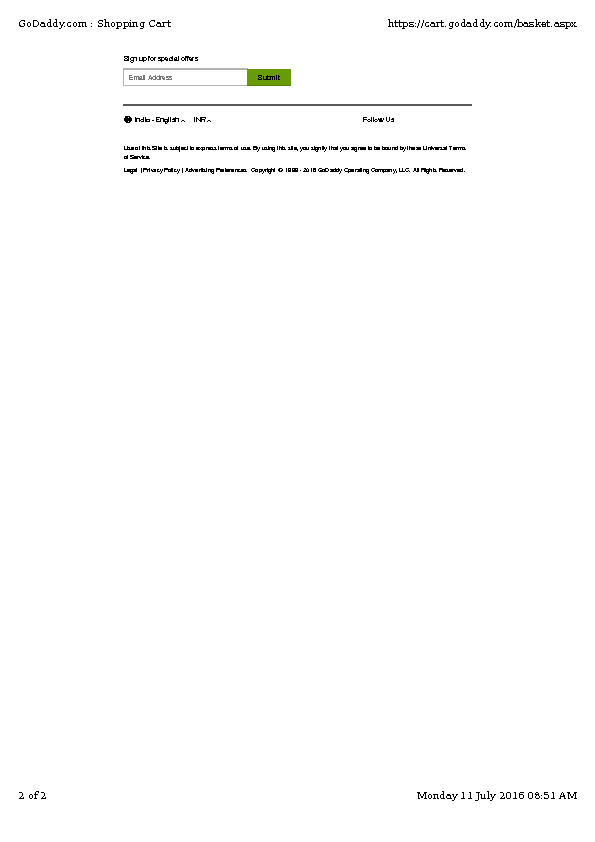 GoDaddy.com : Shopping Cart
https://cart.godaddy.com/basket.aspx
Sign up for special offers
Email Address
Submit
India - English
INR
Follow Us
Use of this Site is subject to express terms of use. By using this site, you signify that you agree to be bound by these Universal Terms
of Service.
Legal | Privacy Policy | Advertising Preferences Copyright © 1999 - 2016 GoDaddy Operating Company, LLC. All Rights Reserved.
2 of 2
Monday 11 July 2016 08:51 AM